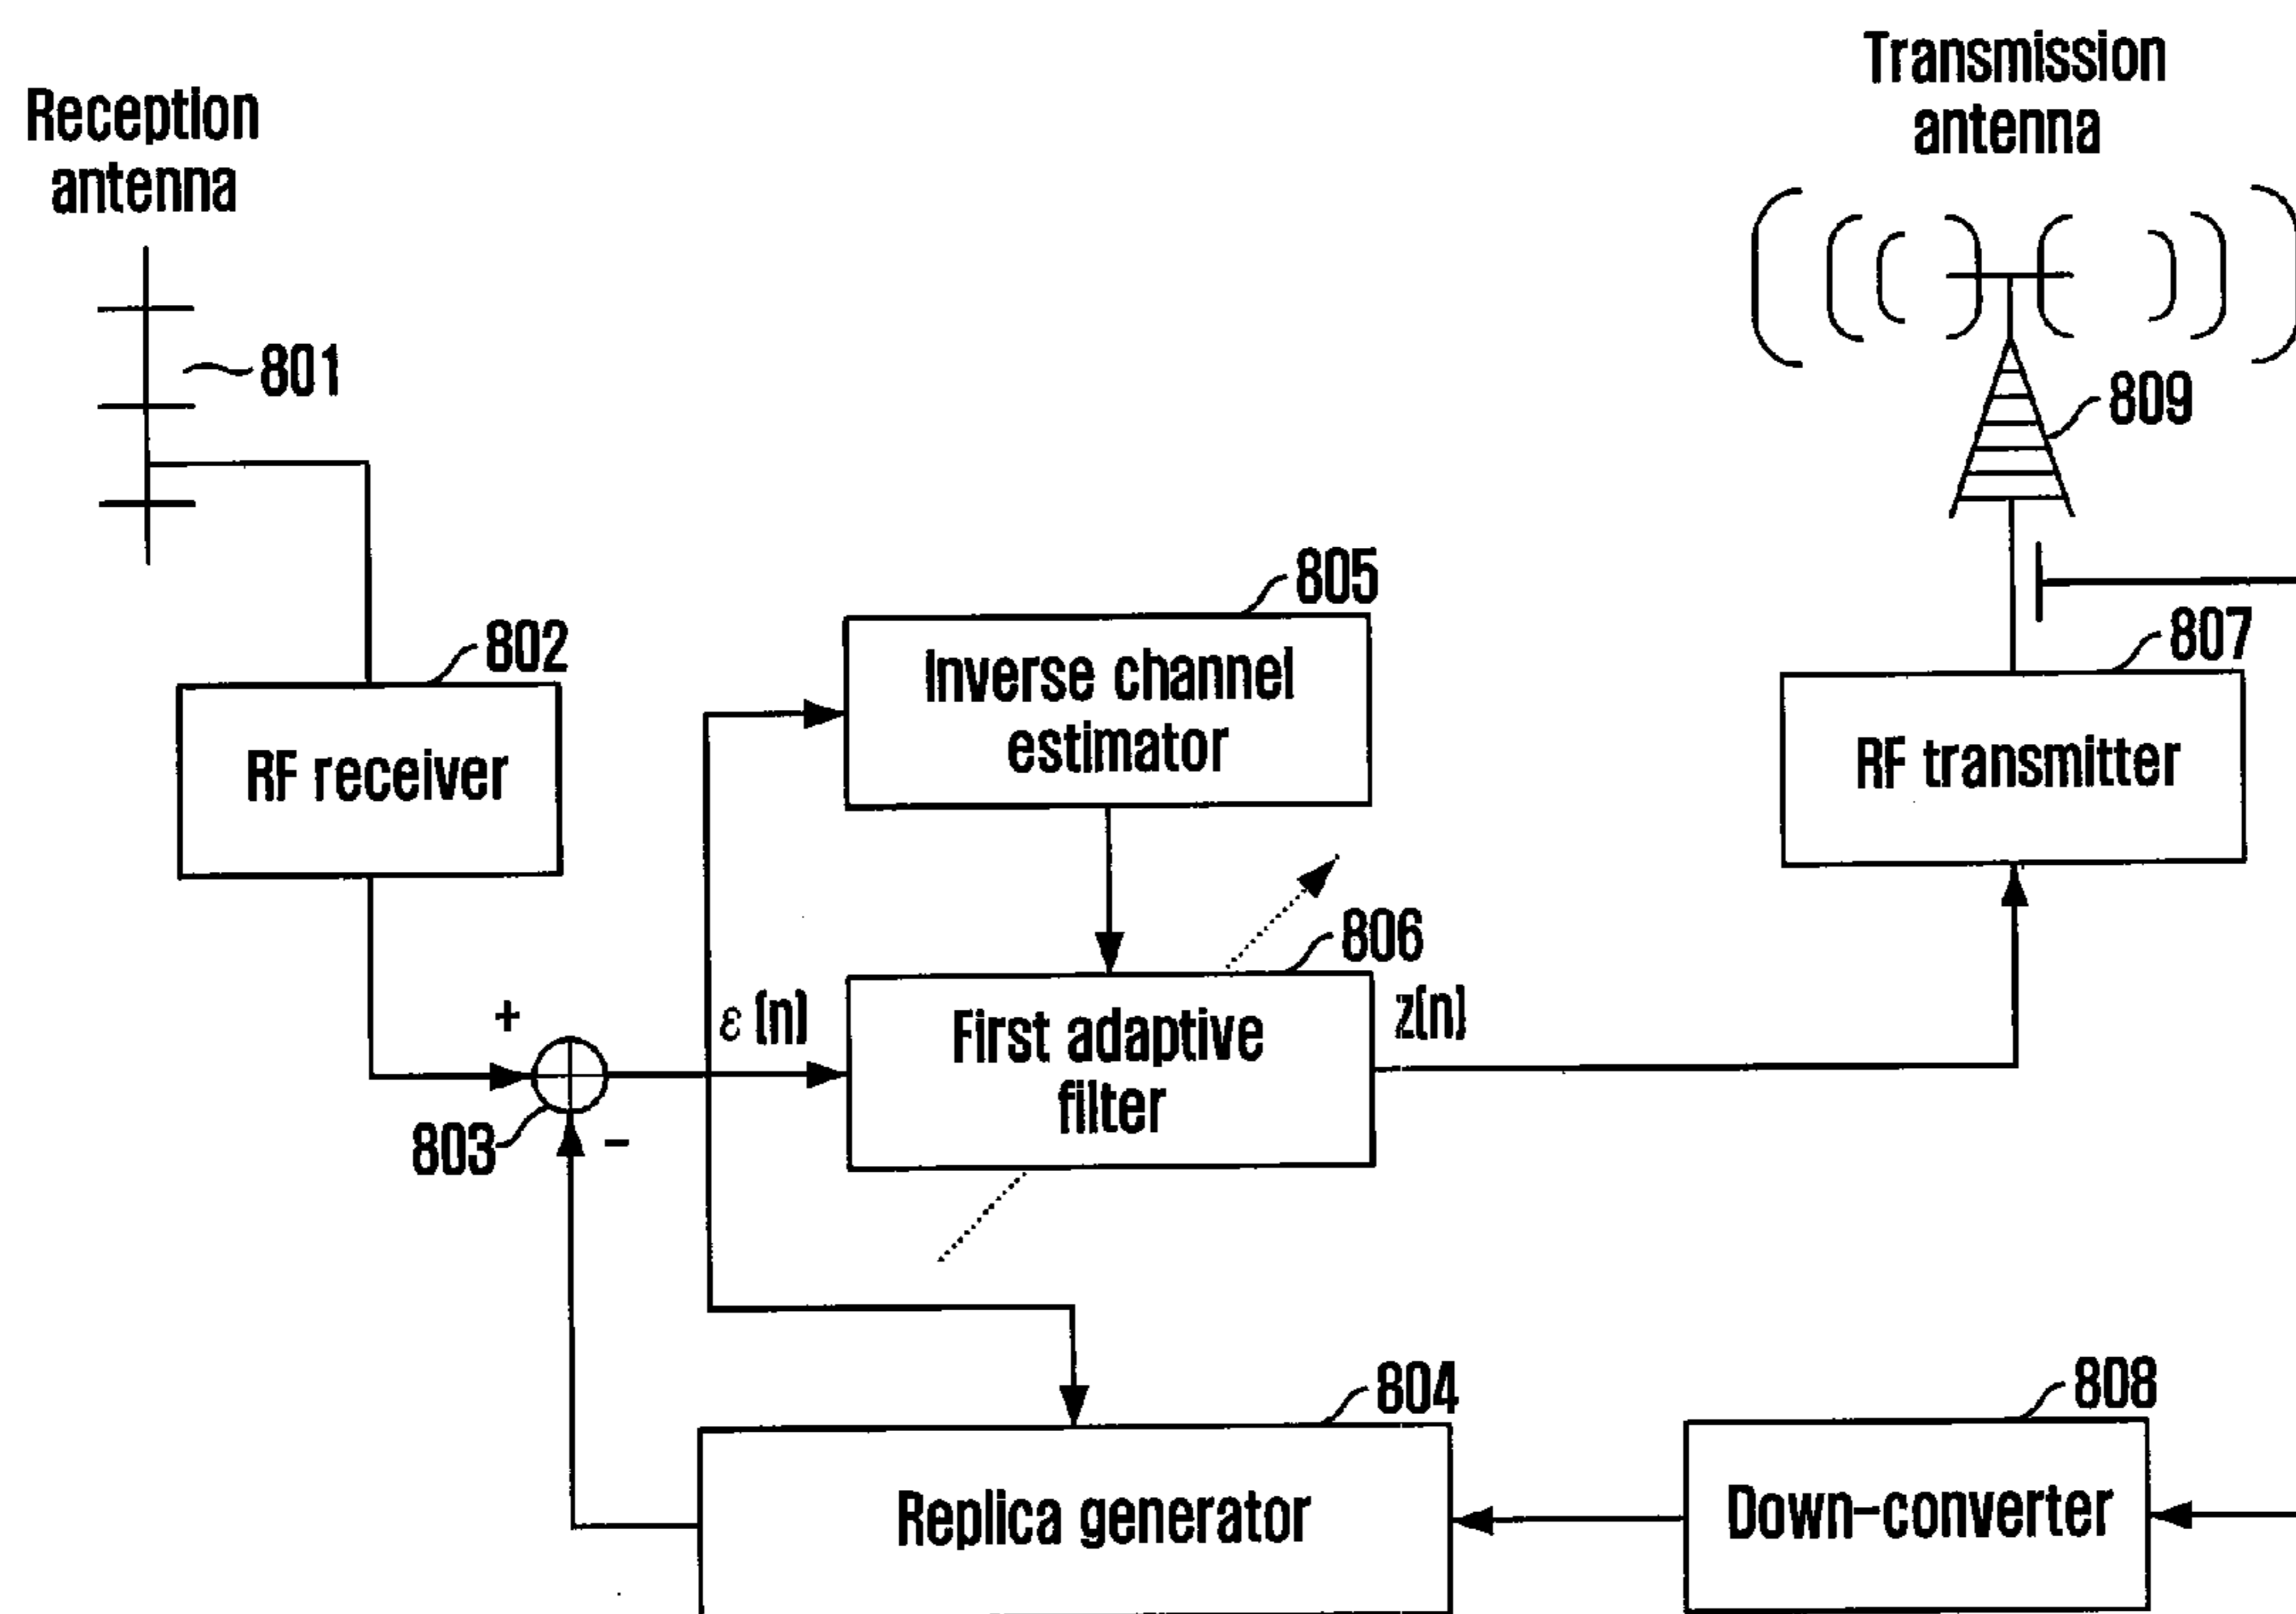 Transmission
antenna
Reception
antenna
801
809
805
807
802
Inverse channel
estimator
RF receiver
RF transmitter
806
ε (n)
z(n)
+
First adaptive
filter
803
−
804
808
Replica generator
Down-converter